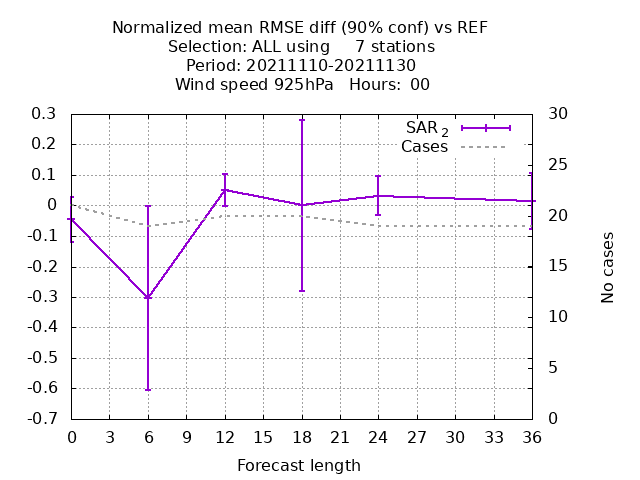 Normalized mean RMSE diff (90% conf) vs REF
Selection: ALL using     7 stations
Period: 20211110-20211130
Wind speed 925hPa   Hours:  00
0.3
0.2
0.1
0
-0.1
-0.2
-0.3
-0.4
-0.5
-0.6
-0.7
SAR 2
Cases
30
25
20
15
10
5
0
No cases
0 3 6 9 12 15 18 21 24 27 30 33 36
Forecast length